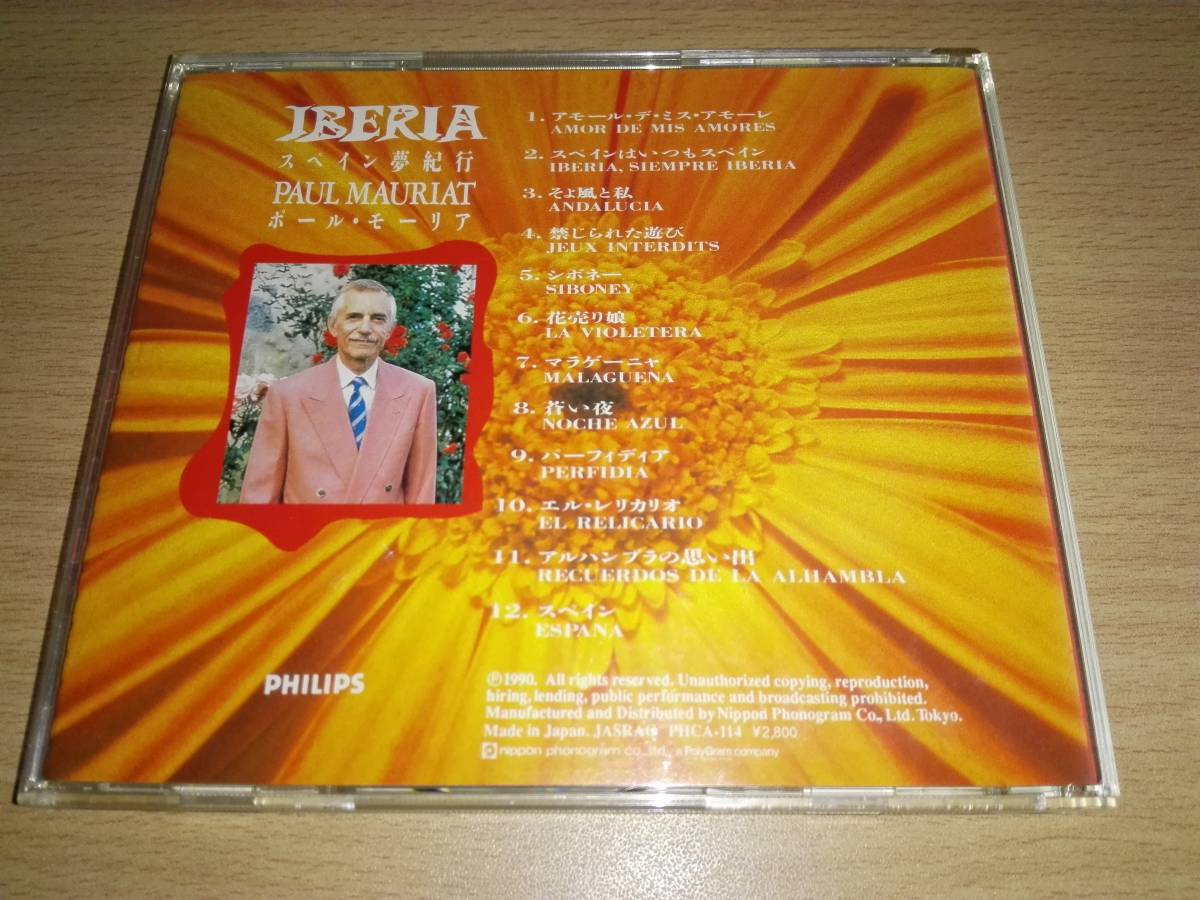 IBERIA
スペイン夢紀行
PAUL MAURIAT
ポール・モーリア
1. アモール・デ・ミス・アモーレ
AMOR DE MIS AMORES
2. スペインはいつもスペイン
IBERIA, SIEMPRE IBERIA
3. そよ風と私
ANDALUCIA
4. 禁じられた遊び
JEUX INTERDITS
5. シボネー
SIBONEY
6. 花売り娘
LA VIOLETERA
7. マラゲーニャ
MALAGUENA
8. 蒼い夜
NOCHE AZUL
9. パーフィディア
PERFIDIA
10. エル・レリカリオ
EL RELICARIO
11. アルハンブラの思い出
RECUERDOS DE LA ALHAMBLA
12. スペイン
ESPANA
PHILIPS
Ⓟ1990. All rights reserved. Unauthorized copying, reproduction,
hiring, lending, public performance and broadcasting prohibited.
Manufactured and Distributed by Nippon Phonogram Co., Ltd. Tokyo.
Made in Japan. JASRAC PHCA-114 ¥2,800
nippon phonogram co., ltd., a PolyGram company